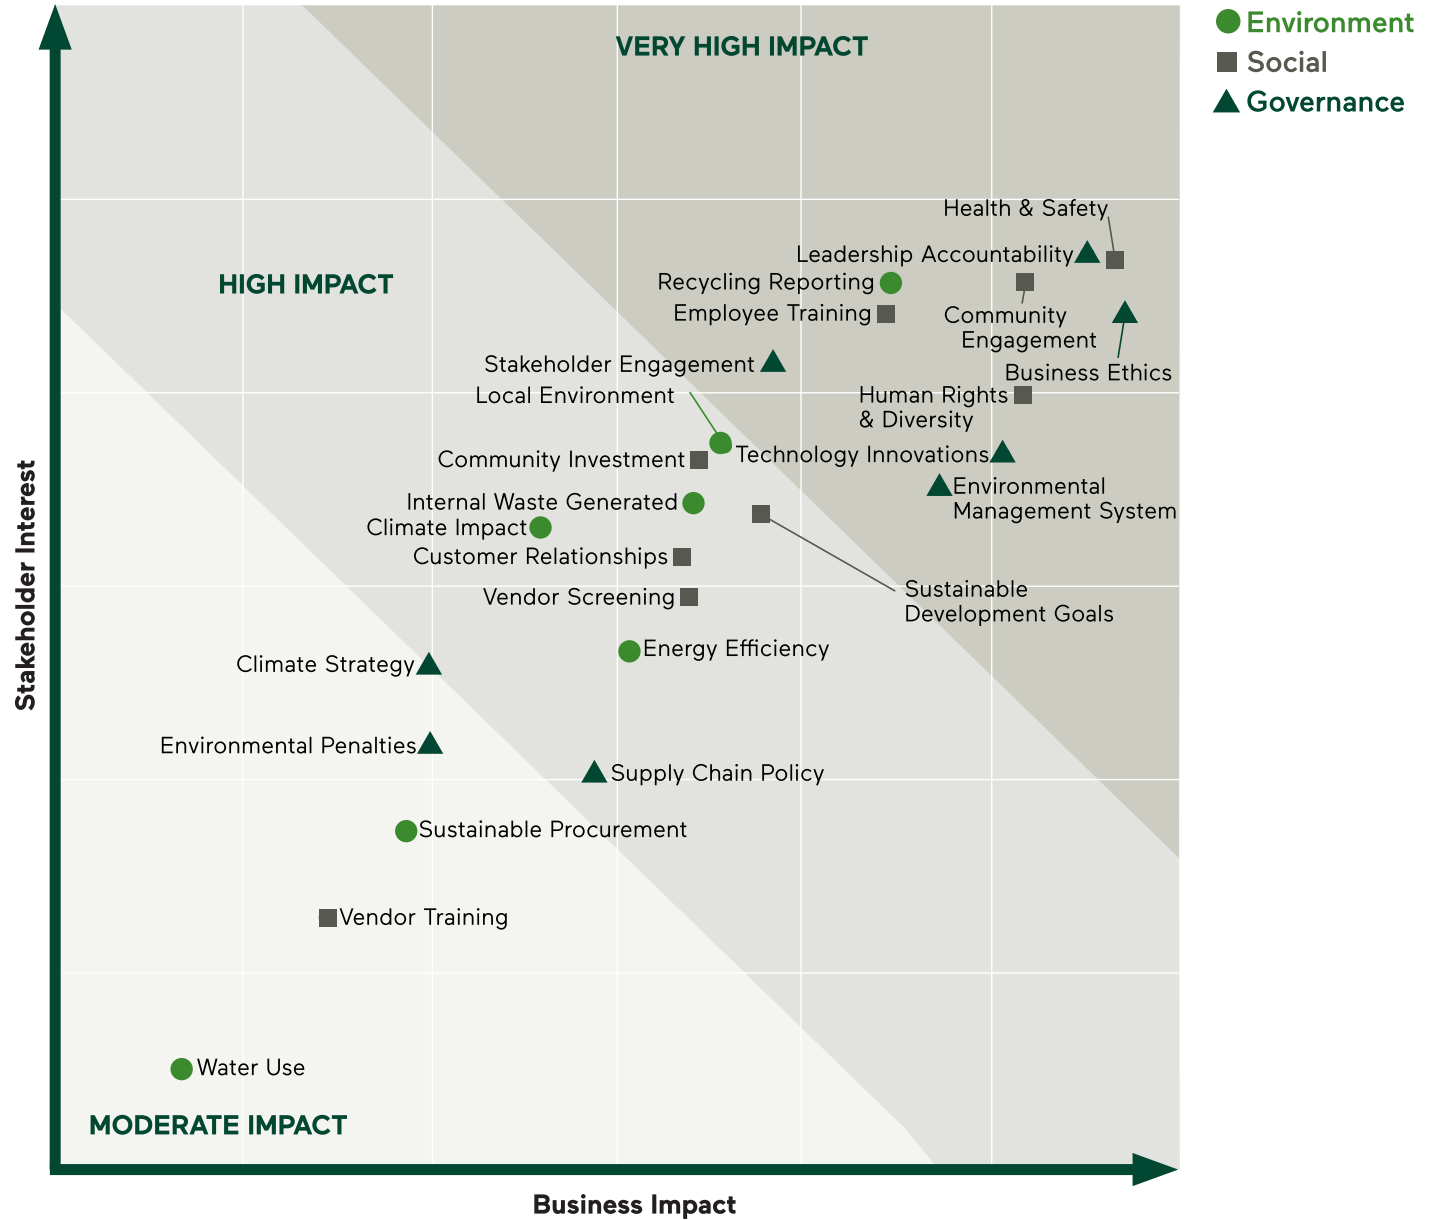 VERY HIGH IMPACT
Environment
Social
Governance
Health & Safety
Leadership Accountability
HIGH IMPACT
Recycling Reporting
Employee Training
Community
Engagement
Stakeholder Engagement
Business Ethics
Local Environment
Human Rights
& Diversity
Community Investment
Technology Innovations
Environmental
Management System
Internal Waste Generated
Climate Impact
Customer Relationships
Sustainable
Development Goals
Vendor Screening
Energy Efficiency
Climate Strategy
Environmental Penalties
Supply Chain Policy
Sustainable Procurement
Vendor Training
Water Use
MODERATE IMPACT
Stakeholder Interest
Business Impact